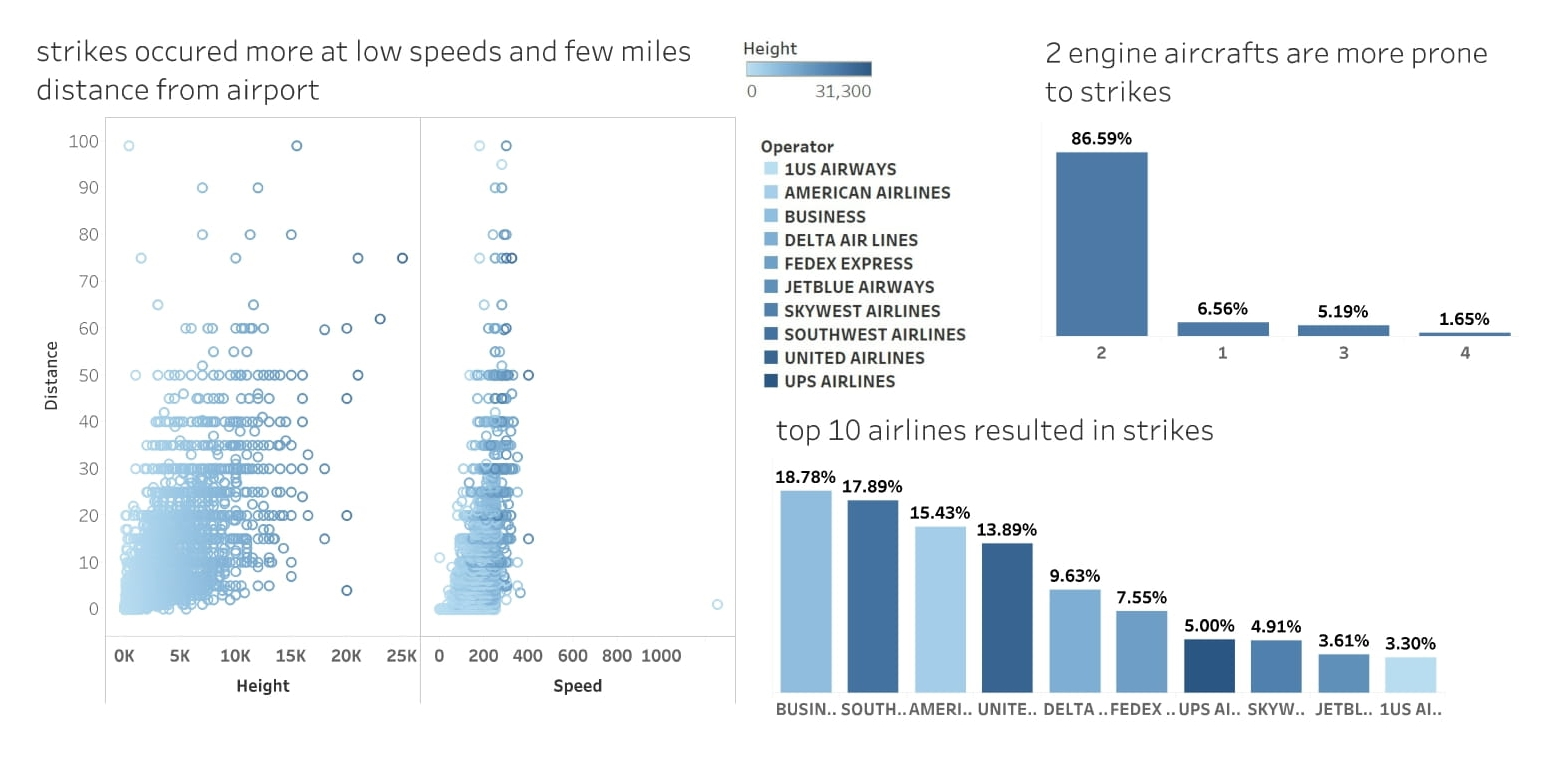 strikes occured more at low speeds and few miles
distance from airport
Distance
100
90
80
70
60
50
40
30
20
10
0
0K 5K 10K 15K 20K 25K
Height
0 200 400 600 800 1000
Speed
Height
0 31,300
Operator
1US AIRWAYS
AMERICAN AIRLINES
BUSINESS
DELTA AIR LINES
FEDEX EXPRESS
JETBLUE AIRWAYS
SKYWEST AIRLINES
SOUTHWEST AIRLINES
UNITED AIRLINES
UPS AIRLINES
2 engine aircrafts are more prone
to strikes
86.59% 6.56% 5.19% 1.65%
2 1 3 4
top 10 airlines resulted in strikes
18.78% 17.89% 15.43% 13.89% 9.63% 7.55% 5.00% 4.91% 3.61% 3.30%
BUSIN.. SOUTH.. AMERI.. UNITE.. DELTA .. FEDEX .. UPS AI.. SKYW.. JETBL.. 1US AI..